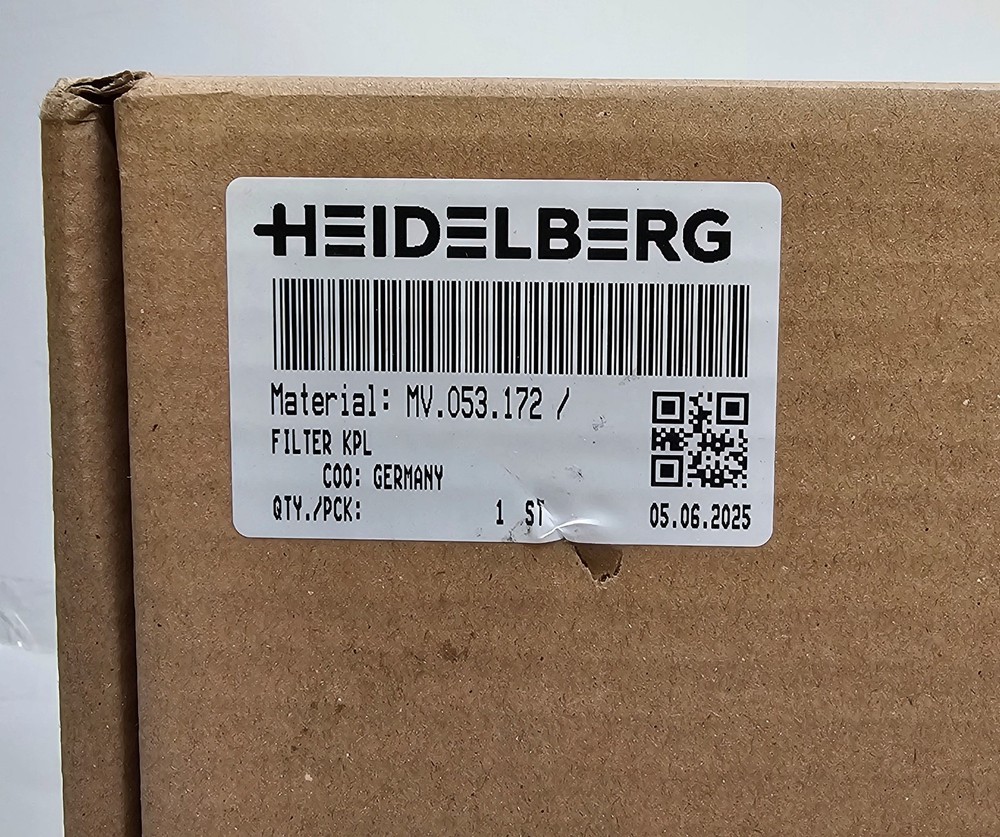 HEIDELBERG
Material: MV.053.172 /
FILTER KPL
COO: GERMANY
QTY./PCK: 1 ST
05.06.2025